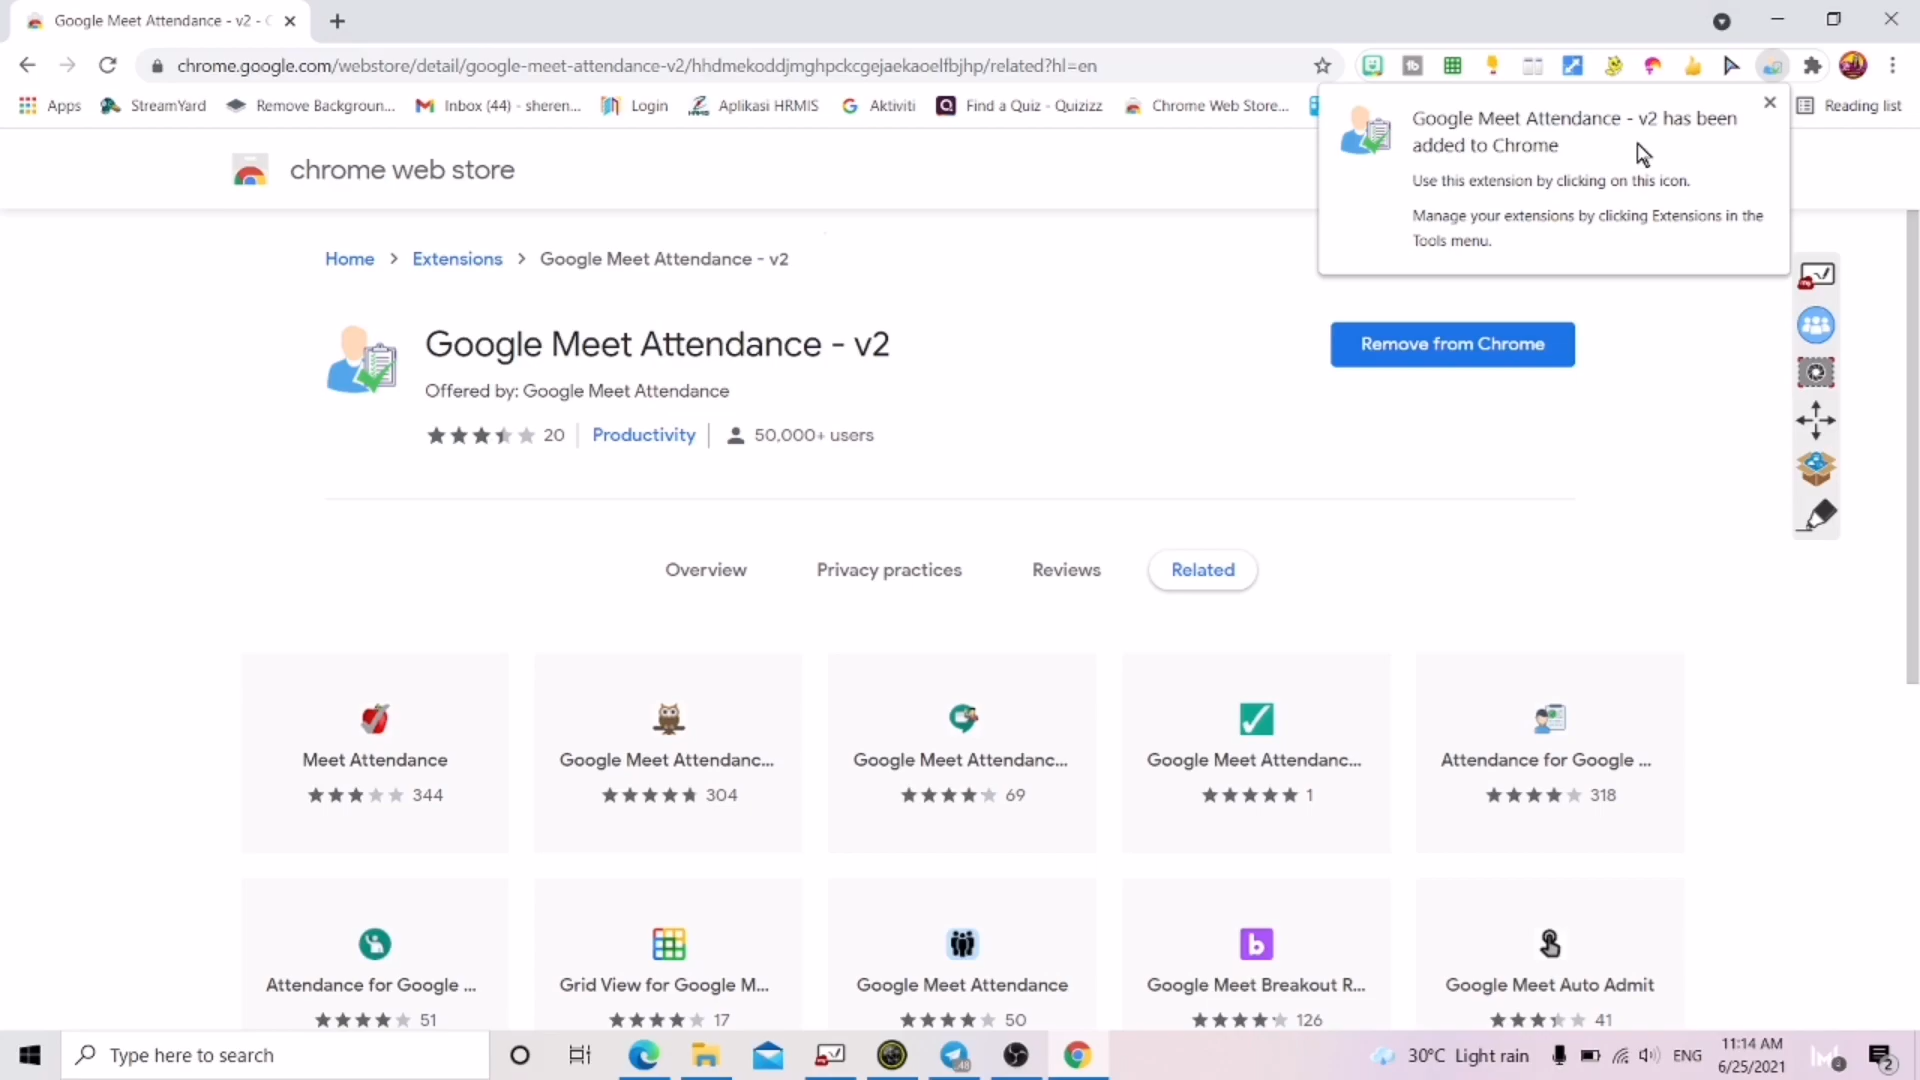 Google Meet Attendance - v2 -
chrome.google.com/webstore/detail/google-meet-attendance-v2/hhdmekoddjmghpckcgejaekaoelfbjhp/related?hl=en
Apps StreamYard Remove Backgroun... Inbox (44) - sheren... Login Aplikasi HRMIS Aktiviti Find a Quiz - Quizizz Chrome Web Store... Reading list
Google Meet Attendance - v2 has been
added to Chrome
Use this extension by clicking on this icon.
Manage your extensions by clicking Extensions in the
Tools menu.
chrome web store
Home > Extensions > Google Meet Attendance - v2
Google Meet Attendance - v2
Remove from Chrome
Offered by: Google Meet Attendance
20 Productivity 50,000+ users
Overview Privacy practices Reviews Related
Meet Attendance Google Meet Attendanc... Google Meet Attendanc... Google Meet Attendanc... Attendance for Google ...
344 304 69 1 318
Attendance for Google ... Grid View for Google M... Google Meet Attendance Google Meet Breakout R... Google Meet Auto Admit
51 17 50 126 41
Type here to search
30°C Light rain ENG
11:14 AM
6/25/2021
2